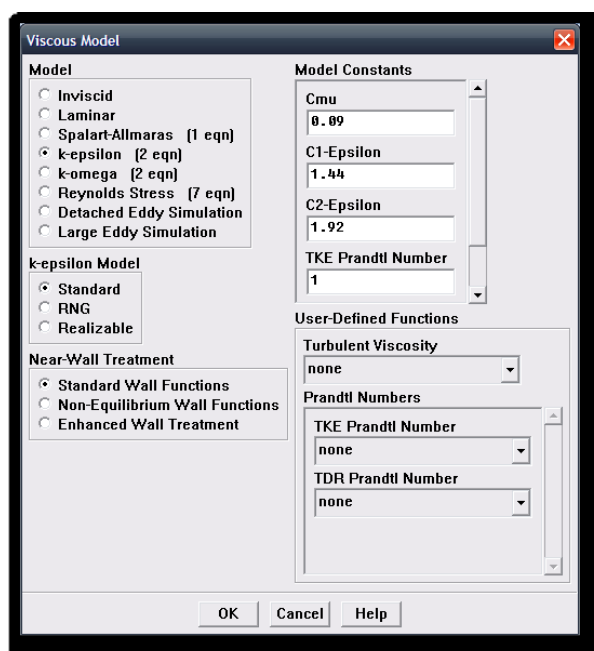 Viscous Model
Model
Inviscid
Laminar
Spalart-Allmaras (1 eqn)
k-epsilon (2 eqn)
k-omega (2 eqn)
Reynolds Stress (7 eqn)
Detached Eddy Simulation
Large Eddy Simulation
k-epsilon Model
Standard
RNG
Realizable
Near-Wall Treatment
Standard Wall Functions
Non-Equilibrium Wall Functions
Enhanced Wall Treatment
Model Constants
Cmu
0.09
C1-Epsilon
1.44
C2-Epsilon
1.92
TKE Prandtl Number
1
User-Defined Functions
Turbulent Viscosity
none
Prandtl Numbers
TKE Prandtl Number
none
TDR Prandtl Number
none
OK
Cancel
Help